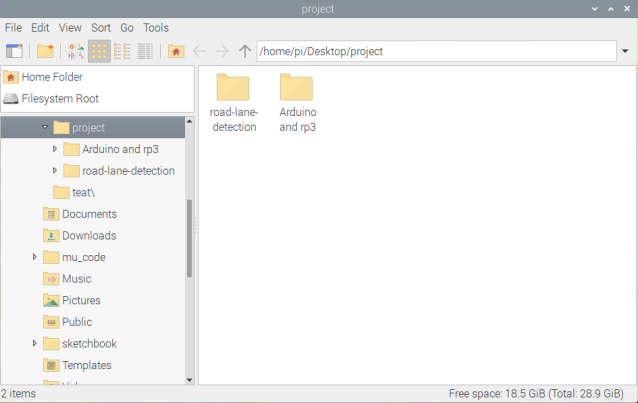 project
File Edit View Sort Go Tools
/home/pi/Desktop/project
Home Folder
Filesystem Root
project
Arduino and rp3
road-lane-detection
teat\
Documents
Downloads
mu_code
Music
Pictures
Public
sketchbook
Templates
road-lane-
detection
Arduino
and rp3
2 items
Free space: 18.5 GiB (Total: 28.9 GiB)